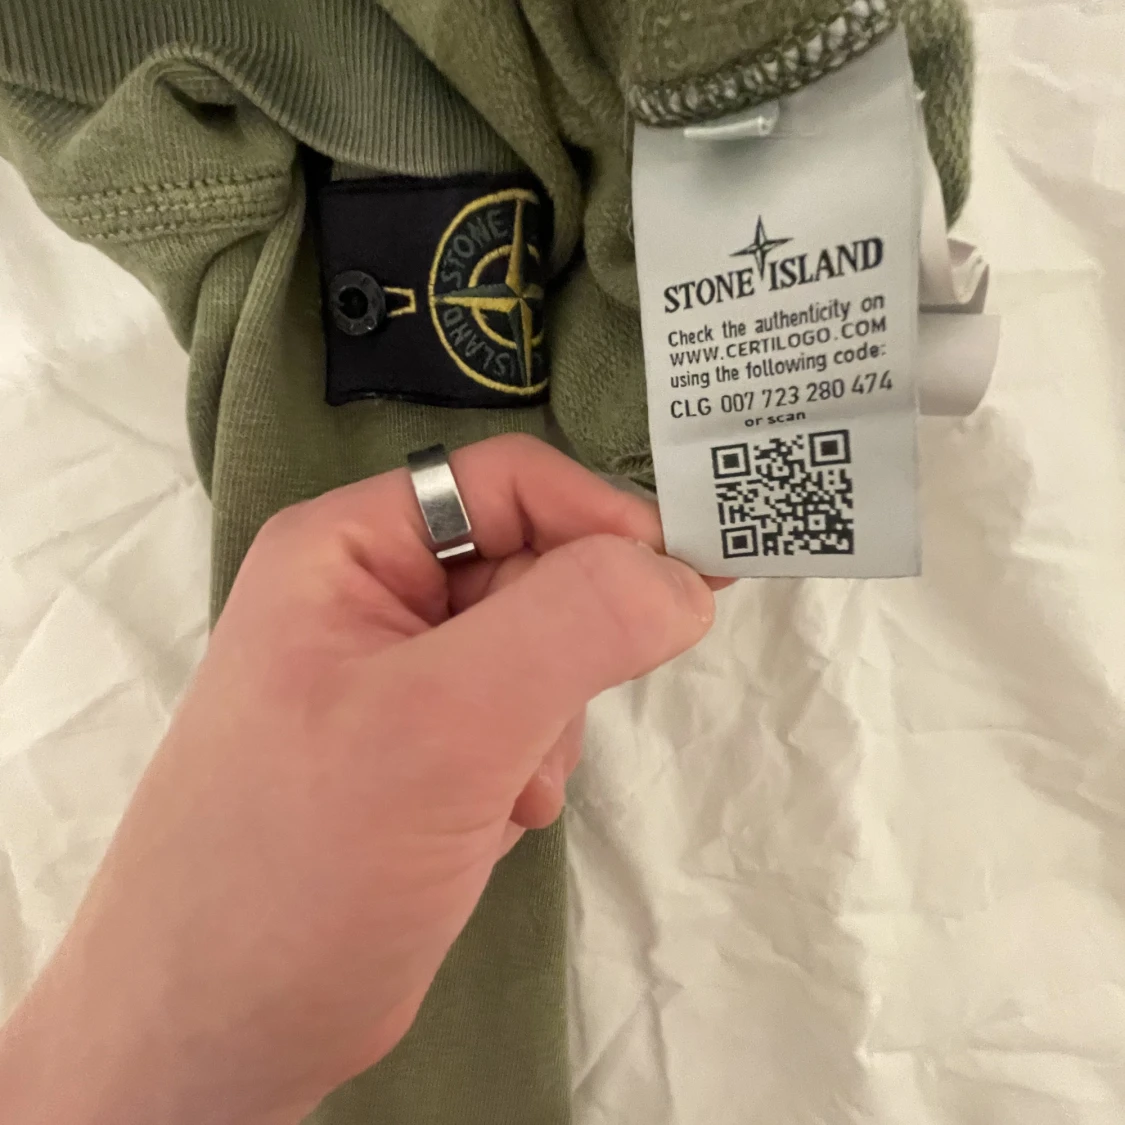 STONE
ISLAND
STONE ISLAND
Check the authenticity on
WWW.CERTILOGO.COM
using the following code:
CLG 007 723 280 474
or scan